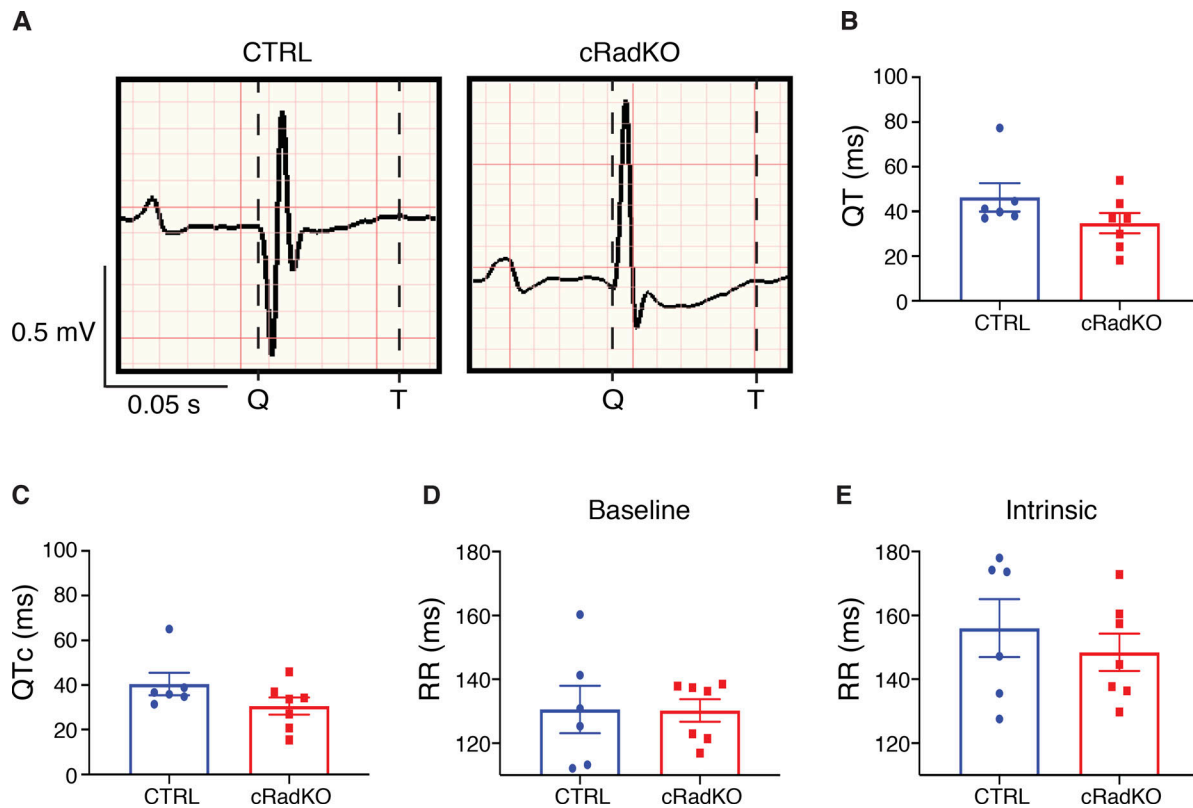 A
CTRL
cRadKO
0.5 mV
0.05 s
Q
T
Q
T
B
QT (ms)
100
80
60
40
20
0
CTRL
cRadKO
C
QTc (ms)
100
80
60
40
20
0
CTRL
cRadKO
D
Baseline
RR (ms)
180
160
140
120
CTRL
cRadKO
E
Intrinsic
RR (ms)
180
160
140
120
CTRL
cRadKO